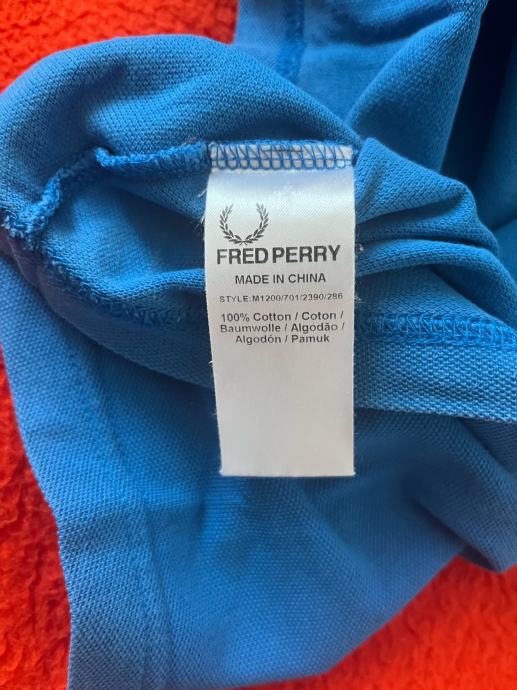 FRED PERRY
MADE IN CHINA
STYLE:M1200/701/2390/286
100% Cotton / Coton /
Baumwolle / Algodão /
Algodón / Pamuk